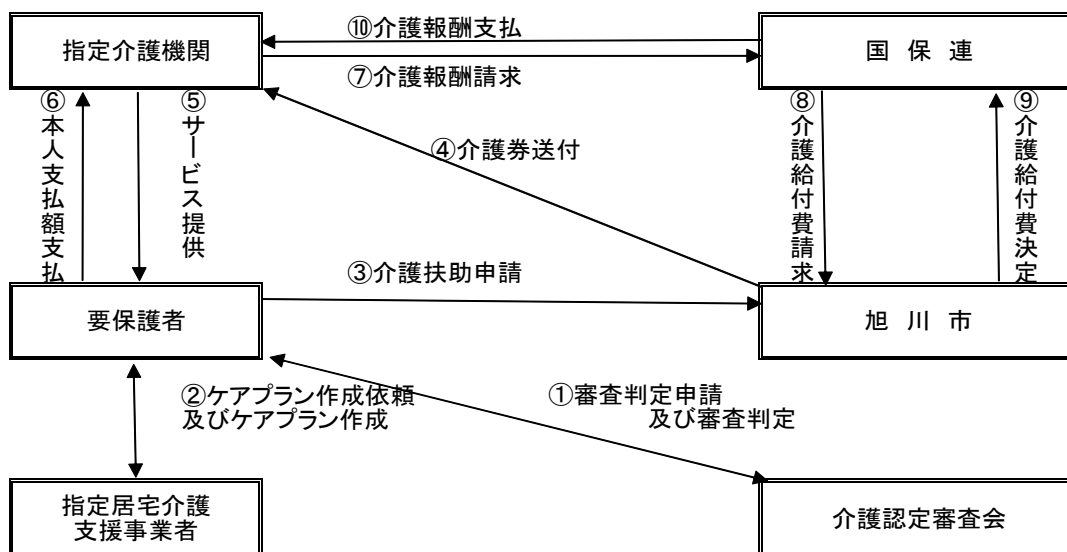 ⑩介護報酬支払
指定介護機関
国 保 連
⑦介護報酬請求
⑥本人支払額支払
⑤サービス提供
④介護券送付
⑧介護給付費請求
⑨介護給付費決定
③介護扶助申請
要保護者
旭 川 市
②ケアプラン作成依頼
及びケアプラン作成
①審査判定申請
及び審査判定
指定居宅介護
支援事業者
介護認定審査会